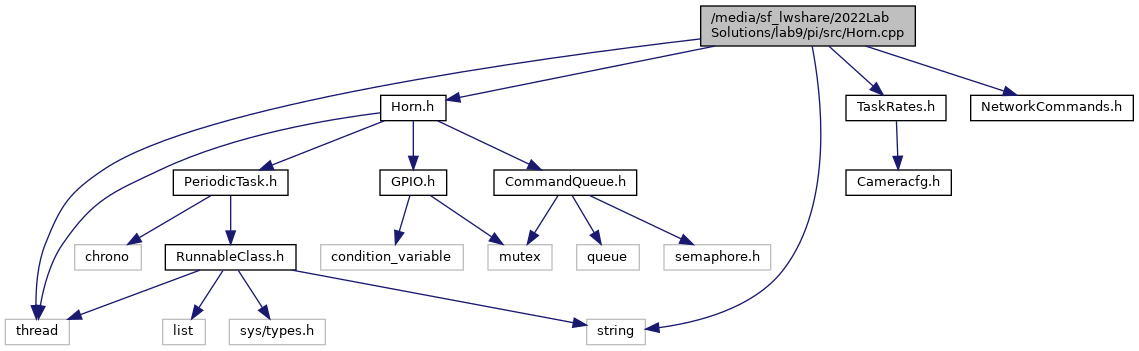 /media/sf_lwshare/2022Lab
Solutions/lab9/pi/src/Horn.cpp
Horn.h
TaskRates.h
NetworkCommands.h
PeriodicTask.h
GPIO.h
CommandQueue.h
Cameracfg.h
chrono
RunnableClass.h
condition_variable
mutex
queue
semaphore.h
thread
list
sys/types.h
string